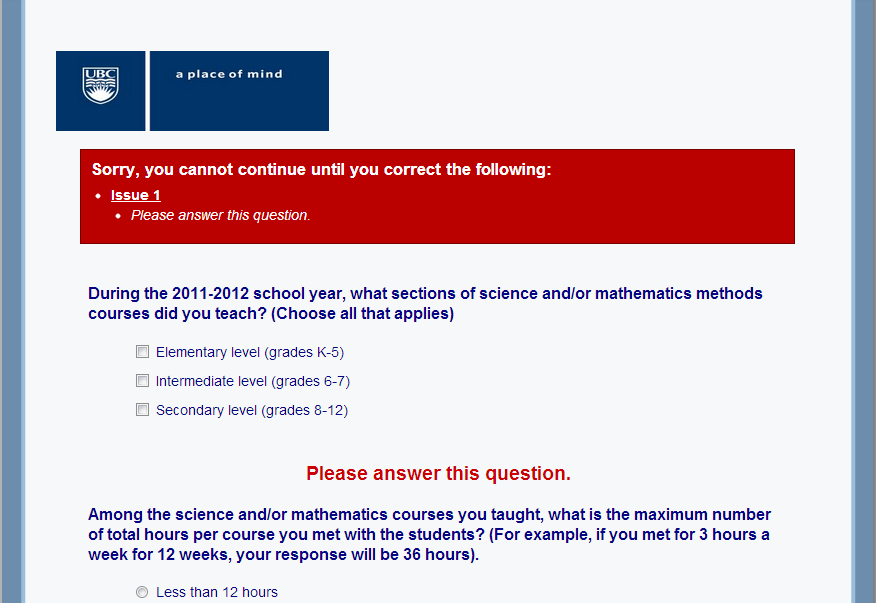 UBC
a place of mind
Sorry, you cannot continue until you correct the following:
Issue 1
Please answer this question.
During the 2011-2012 school year, what sections of science and/or mathematics methods
courses did you teach? (Choose all that applies)
Elementary level (grades K-5)
Intermediate level (grades 6-7)
Secondary level (grades 8-12)
Please answer this question.
Among the science and/or mathematics courses you taught, what is the maximum number
of total hours per course you met with the students? (For example, if you met for 3 hours a
week for 12 weeks, your response will be 36 hours).
Less than 12 hours